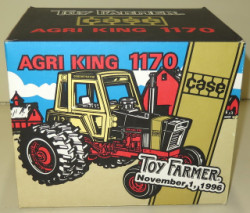 TOY FARMER
AGRI KING 1170
CASE
TOY FARMER
November 1, 1996